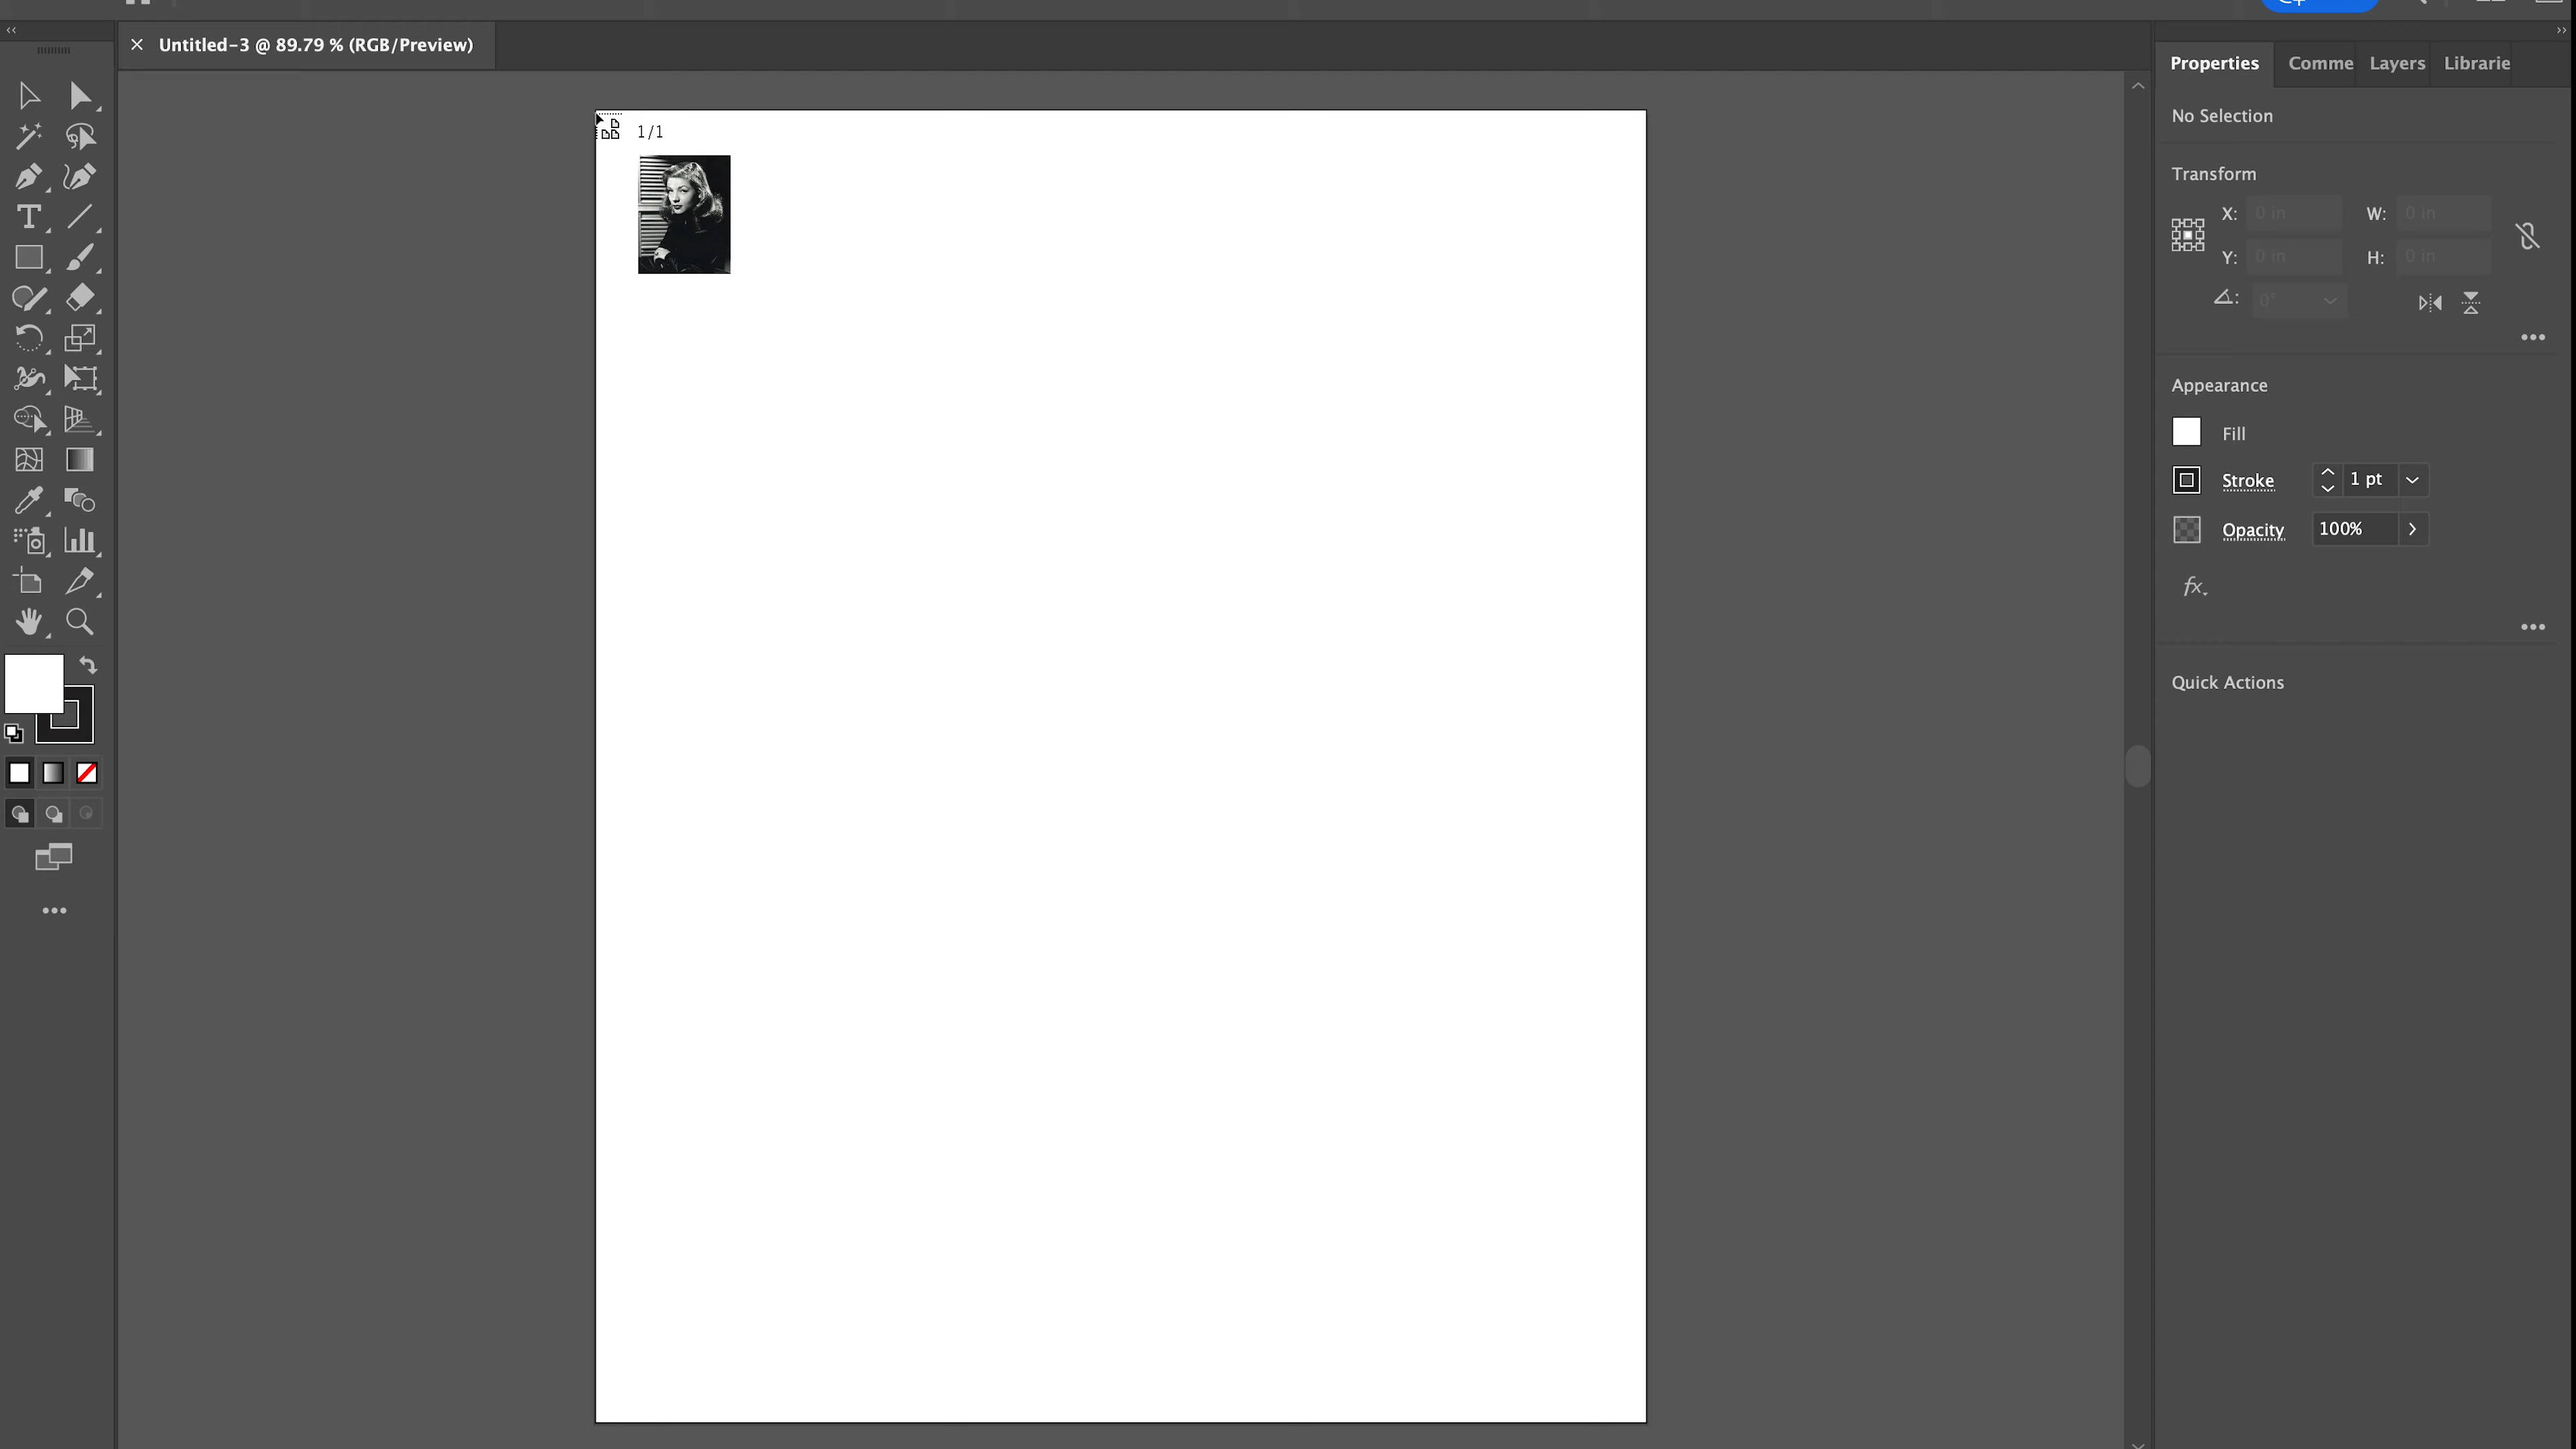 Untitled-3 @ 89.79 % (RGB/Preview)
Properties Comme Layers Librarie
1/1
No Selection
Transform
X: 0 in W: 0 in
Y: 0 in H: 0 in
0°
Appearance
Fill
Stroke 1 pt
Opacity 100%
fx
Quick Actions